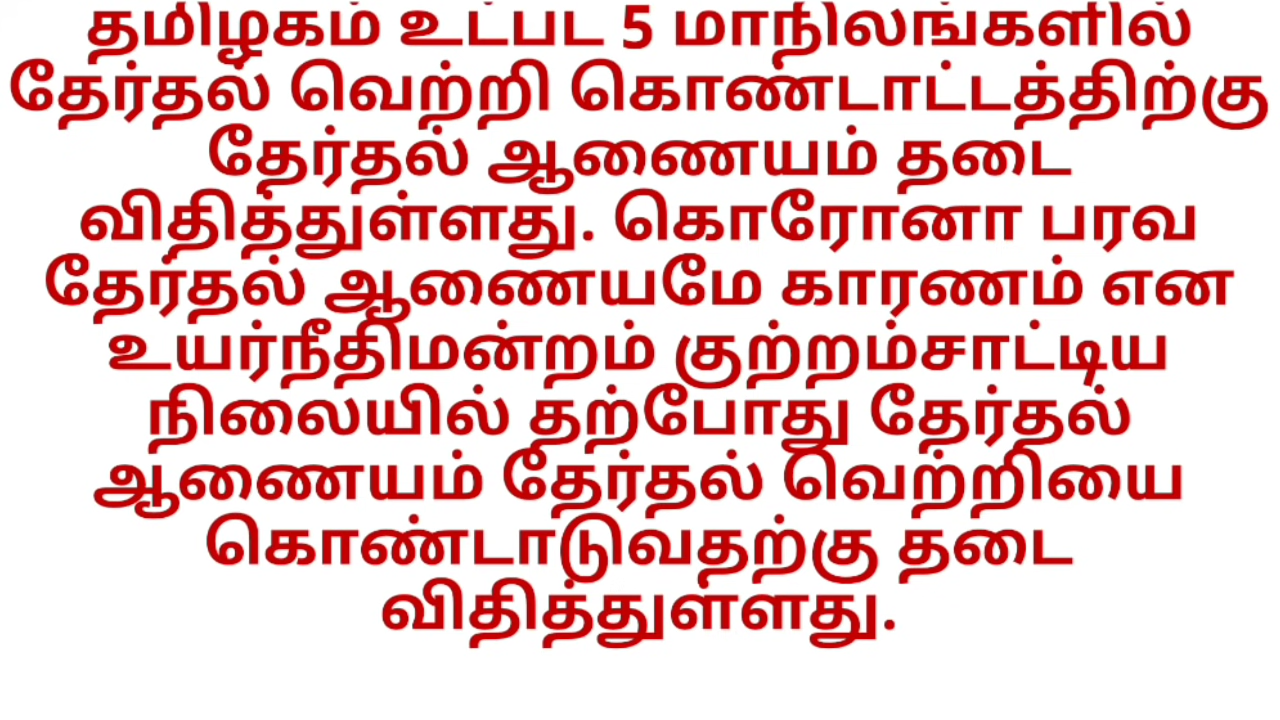 தமிழகம் உட்பட 5 மாநிலங்களில்
தேர்தல் வெற்றி கொண்டாட்டத்திற்கு
தேர்தல் ஆணையம் தடை
விதித்துள்ளது. கொரோனா பரவ
தேர்தல் ஆணையமே காரணம் என
உயர்நீதிமன்றம் குற்றம்சாட்டிய
நிலையில் தற்போது தேர்தல்
ஆணையம் தேர்தல் வெற்றியை
கொண்டாடுவதற்கு தடை
விதித்துள்ளது.